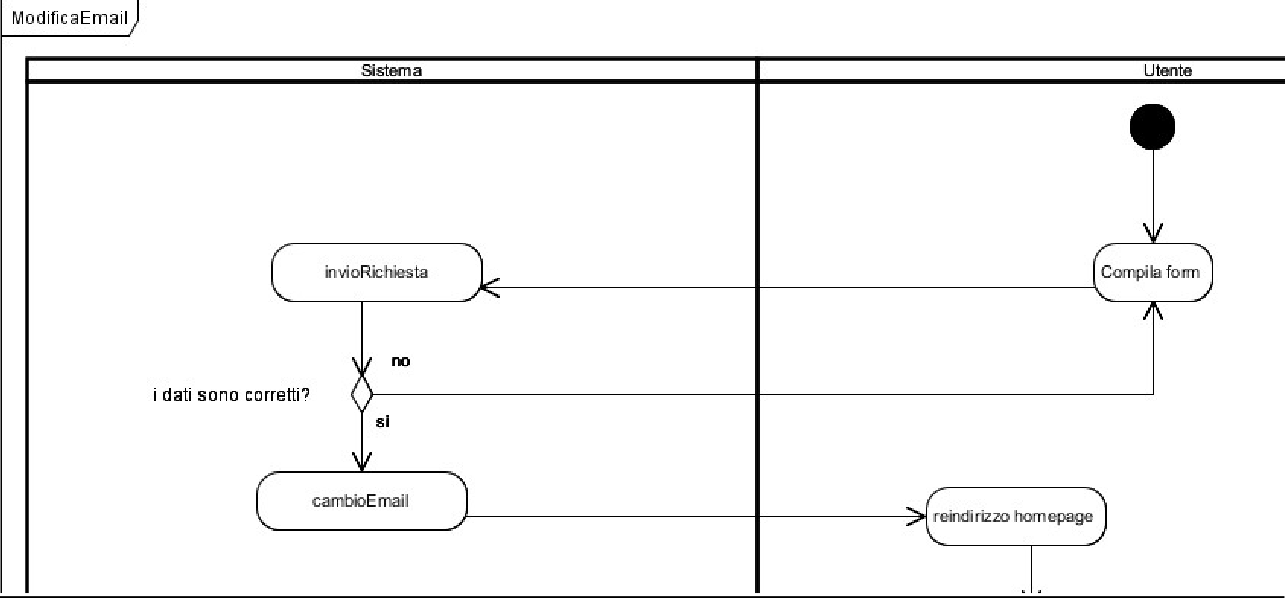 ModificaEmail
Sistema
Utente
invioRichiesta
Compila form
no
i dati sono corretti?
si
cambioEmail
reindirizzo homepage